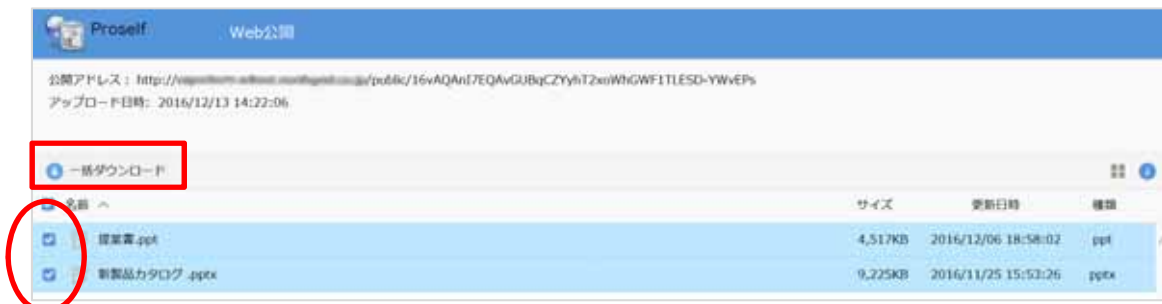 Proself Web公開
公開アドレス： http:// /public/
アップロード日時： 2016/12/13 14:22:06
一括ダウンロード
名前 サイズ 更新日時 種類
提案書.ppt 4,517KB 2016/12/06 18:58:02 ppt
新製品カタログ .pptx 9,225KB 2016/11/25 15:53:26 pptx